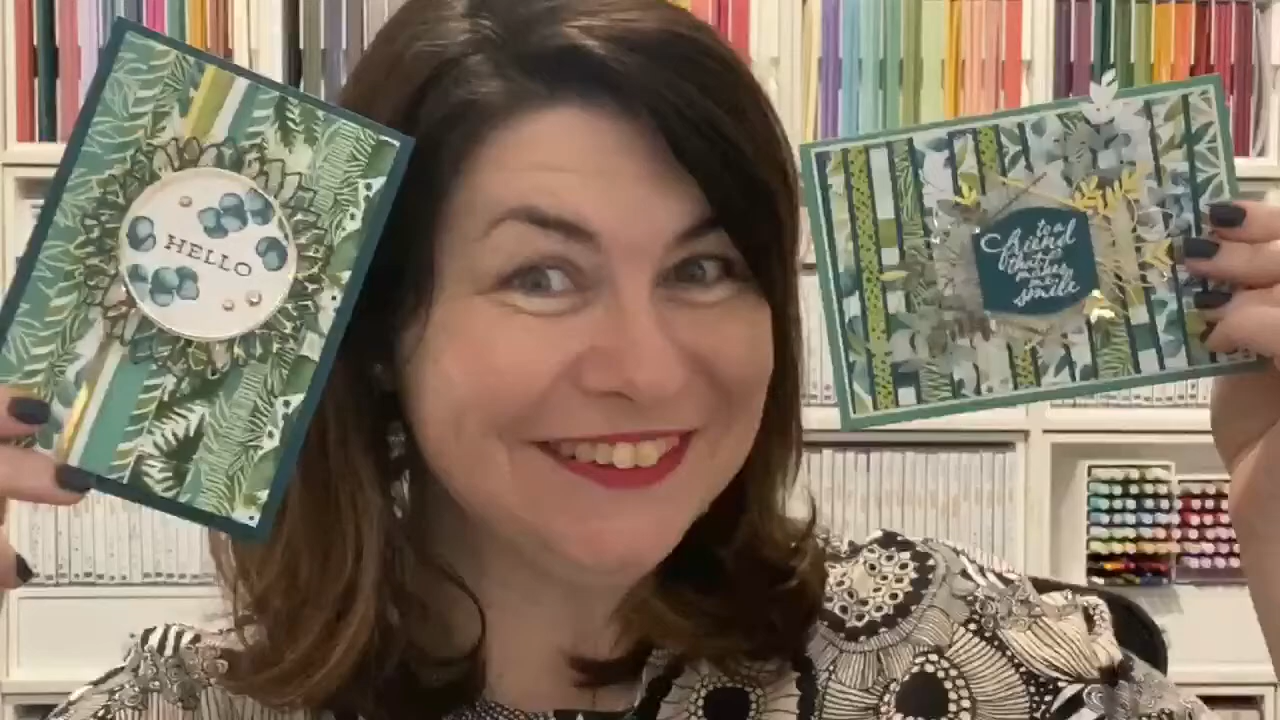 HELLO
to a
friend
that
makes
me
smile